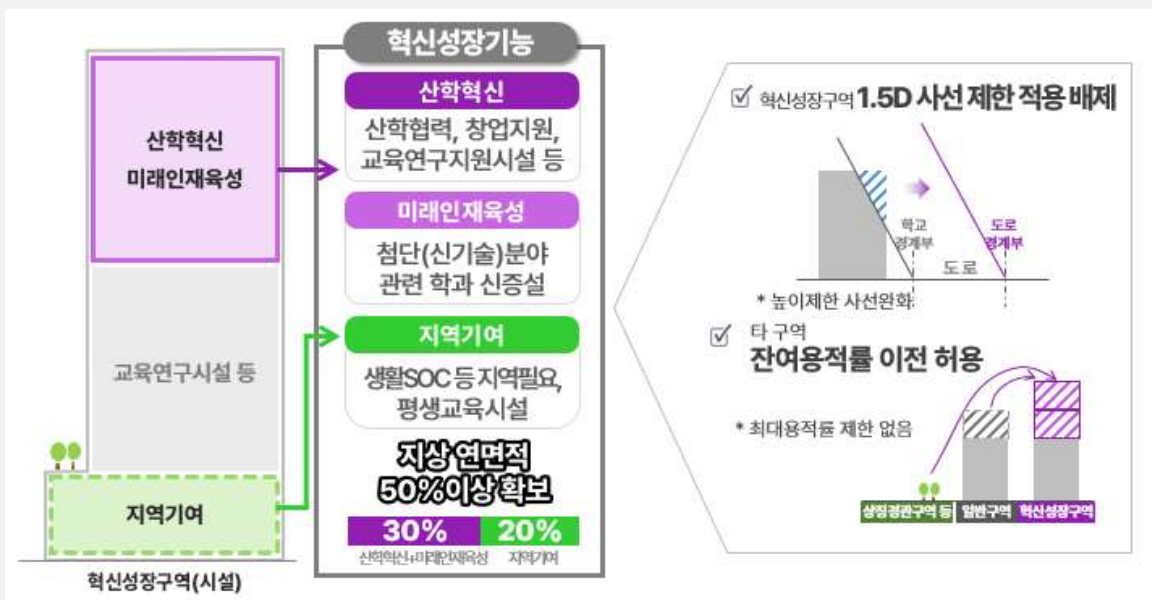 산학혁신
미래인재육성
교육연구시설 등
지역기여
혁신성장구역(시설)
혁신성장기능
산학혁신
산학협력, 창업지원,
교육연구지원시설 등
미래인재육성
첨단(신기술)분야
관련 학과 신증설
지역기여
생활SOC 등 지역필요,
평생교육시설
지상 연면적
50%이상 확보
30% 20%
산학혁신+미래인재육성 지역기여
혁신성장구역 1.5D 사선 제한 적용 배제
학교
경계부
도로
경계부
도로
* 높이제한 사선완화
타 구역
잔여용적률 이전 허용
* 최대용적률 제한 없음
상징경관구역 등 일반구역 혁신성장구역